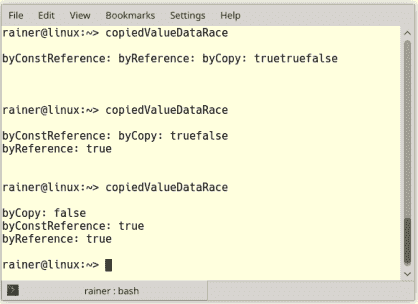 File Edit View Bookmarks Settings Help
rainer@linux:~> copiedValueDataRace
byConstReference: byReference: byCopy: truetruefalse
rainer@linux:~> copiedValueDataRace
byConstReference: byCopy: truefalse
byReference: true
rainer@linux:~> copiedValueDataRace
byCopy: false
byConstReference: true
byReference: true
rainer@linux:~>
rainer : bash